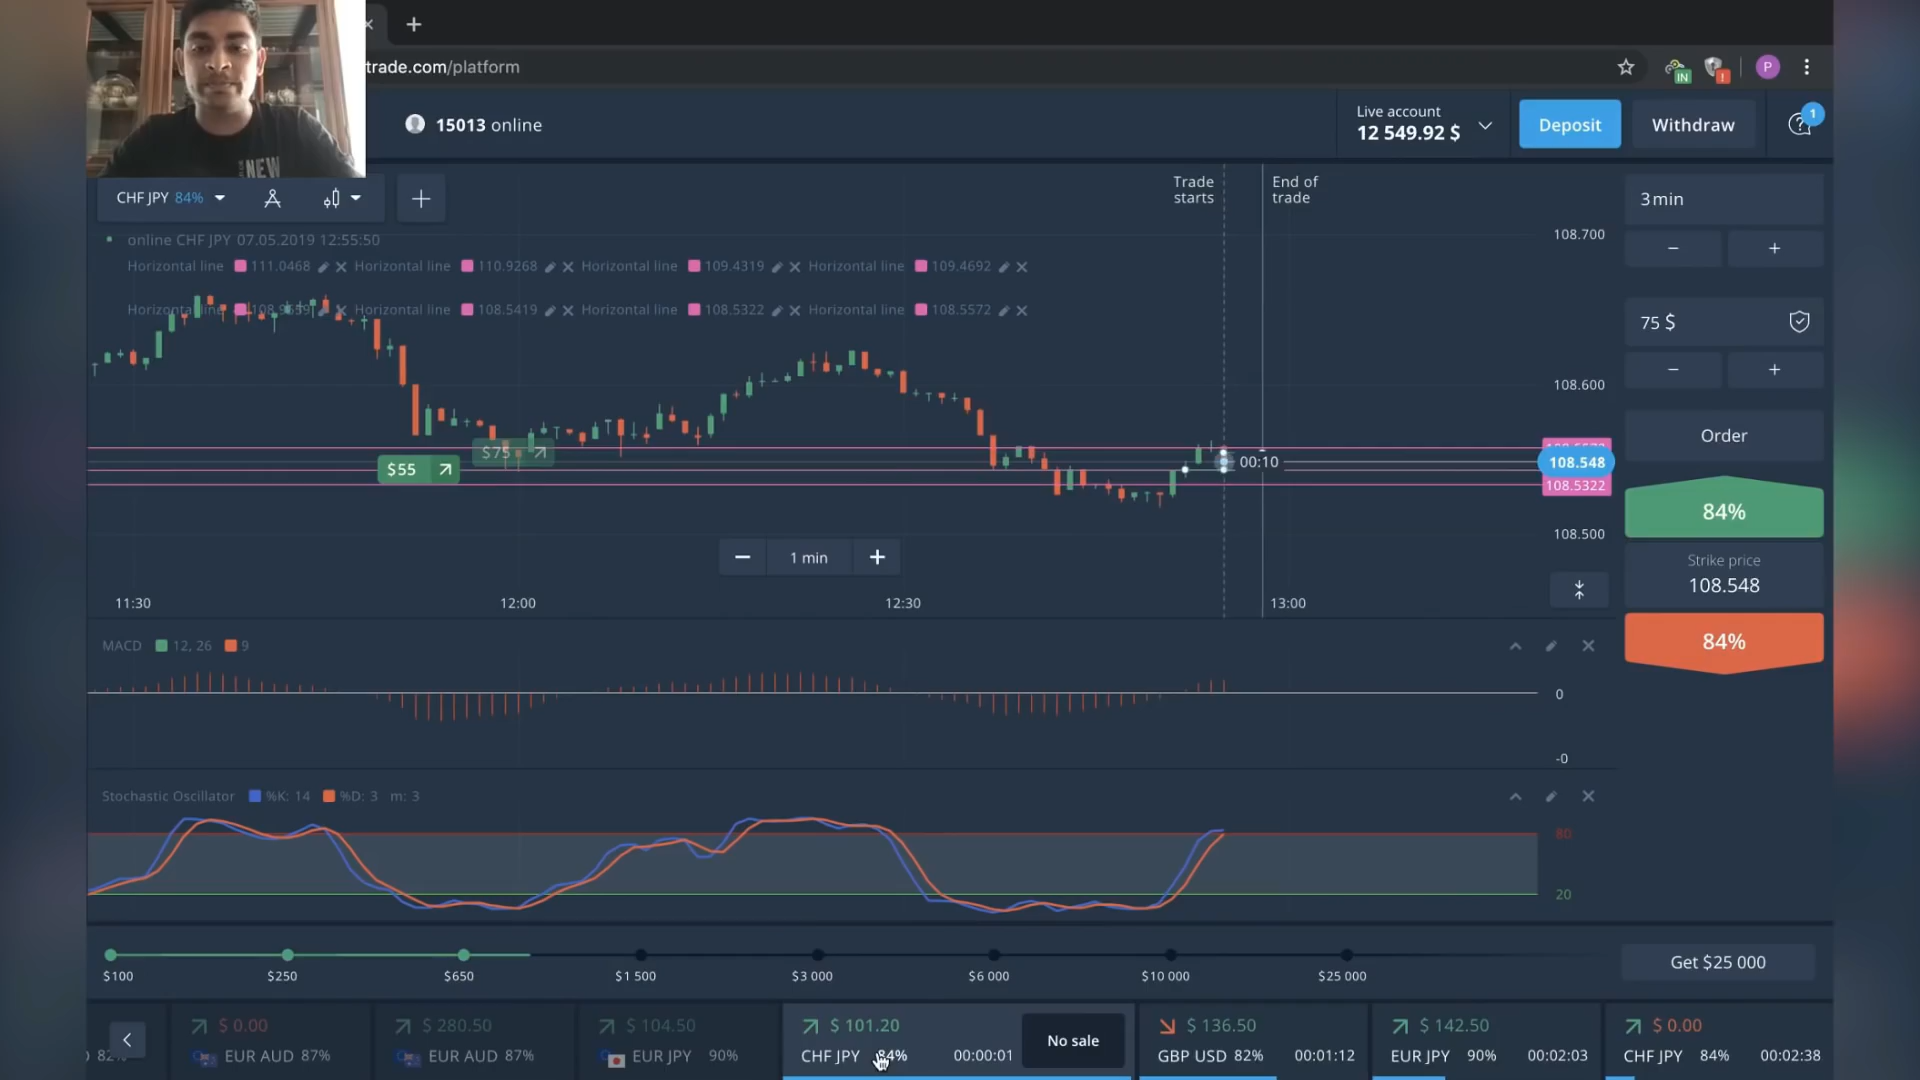 trade.com/platform
IN
!
P
NEW
15013 online
Live account
12 549.92 $
Deposit
Withdraw
1
CHF JPY 84%
Trade
starts
End of
trade
3 min
108.700
online CHF JPY 07.05.2019 12:55:50
Horizontal line 111.0468 Horizontal line 110.9268 Horizontal line 109.4319 Horizontal line 109.4692
Horizontal line Horizontal line 108.5419 Horizontal line 108.5322 Horizontal line 108.5572
75 $
108.600
Order
$75
$55
00:10
108.548
108.5322
84%
108.500
Strike price
108.548
84%
1 min
11:30
12:00
12:30
13:00
MACD 12, 26 9
0
-0
Stochastic Oscillator %K: 14 %D: 3 m: 3
80
20
$100
$250
$650
$1 500
$3 000
$6 000
$10 000
$25 000
Get $25 000
82%
$ 0.00
EUR AUD 87%
$ 280.50
EUR AUD 87%
$ 104.50
EUR JPY 90%
$ 101.20
CHF JPY 84% 00:00:01
No sale
$ 136.50
GBP USD 82% 00:01:12
$ 142.50
EUR JPY 90% 00:02:03
$ 0.00
CHF JPY 84% 00:02:38